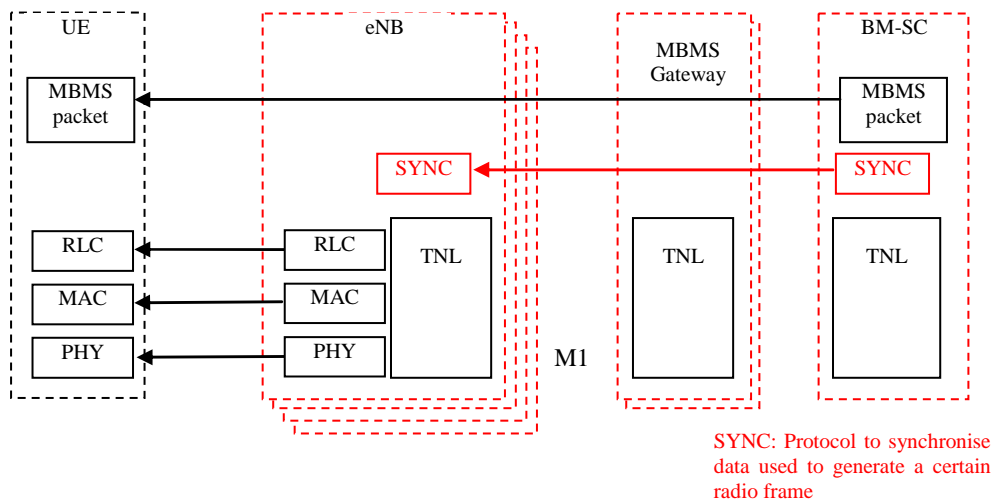 UE
eNB
MBMS
Gateway
BM-SC
MBMS
packet
MBMS
packet
SYNC
SYNC
RLC
RLC
TNL
TNL
TNL
MAC
MAC
PHY
PHY
M1
SYNC: Protocol to synchronise
data used to generate a certain
radio frame